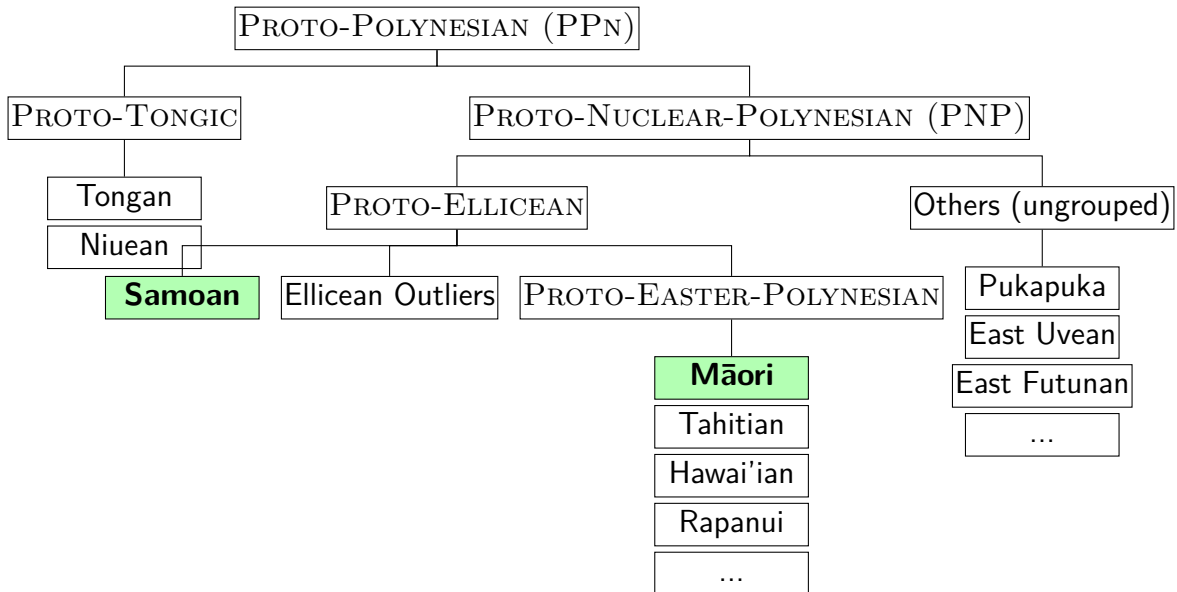 PROTO-POLYNESIAN (PPN)
PROTO-TONGIC
PROTO-NUCLEAR-POLYNESIAN (PNP)
Tongan
Niuean
PROTO-ELLICEAN
Others (ungrouped)
Samoan
Ellicean Outliers
PROTO-EASTER-POLYNESIAN
Pukapuka
East Uvean
East Futunan
...
Māori
Tahitian
Hawai'ian
Rapanui
...